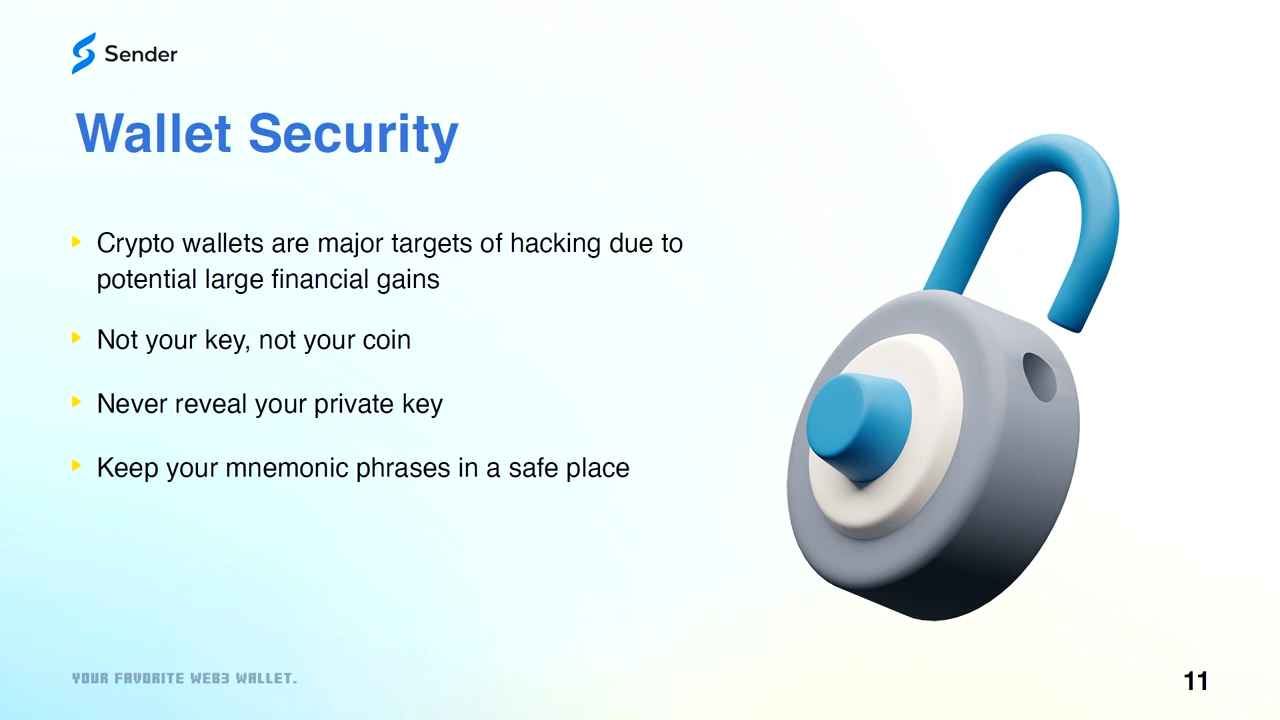 Sender
Wallet Security
Crypto wallets are major targets of hacking due to
potential large financial gains
Not your key, not your coin
Never reveal your private key
Keep your mnemonic phrases in a safe place
YOUR FAVORITE WEB3 WALLET.
11